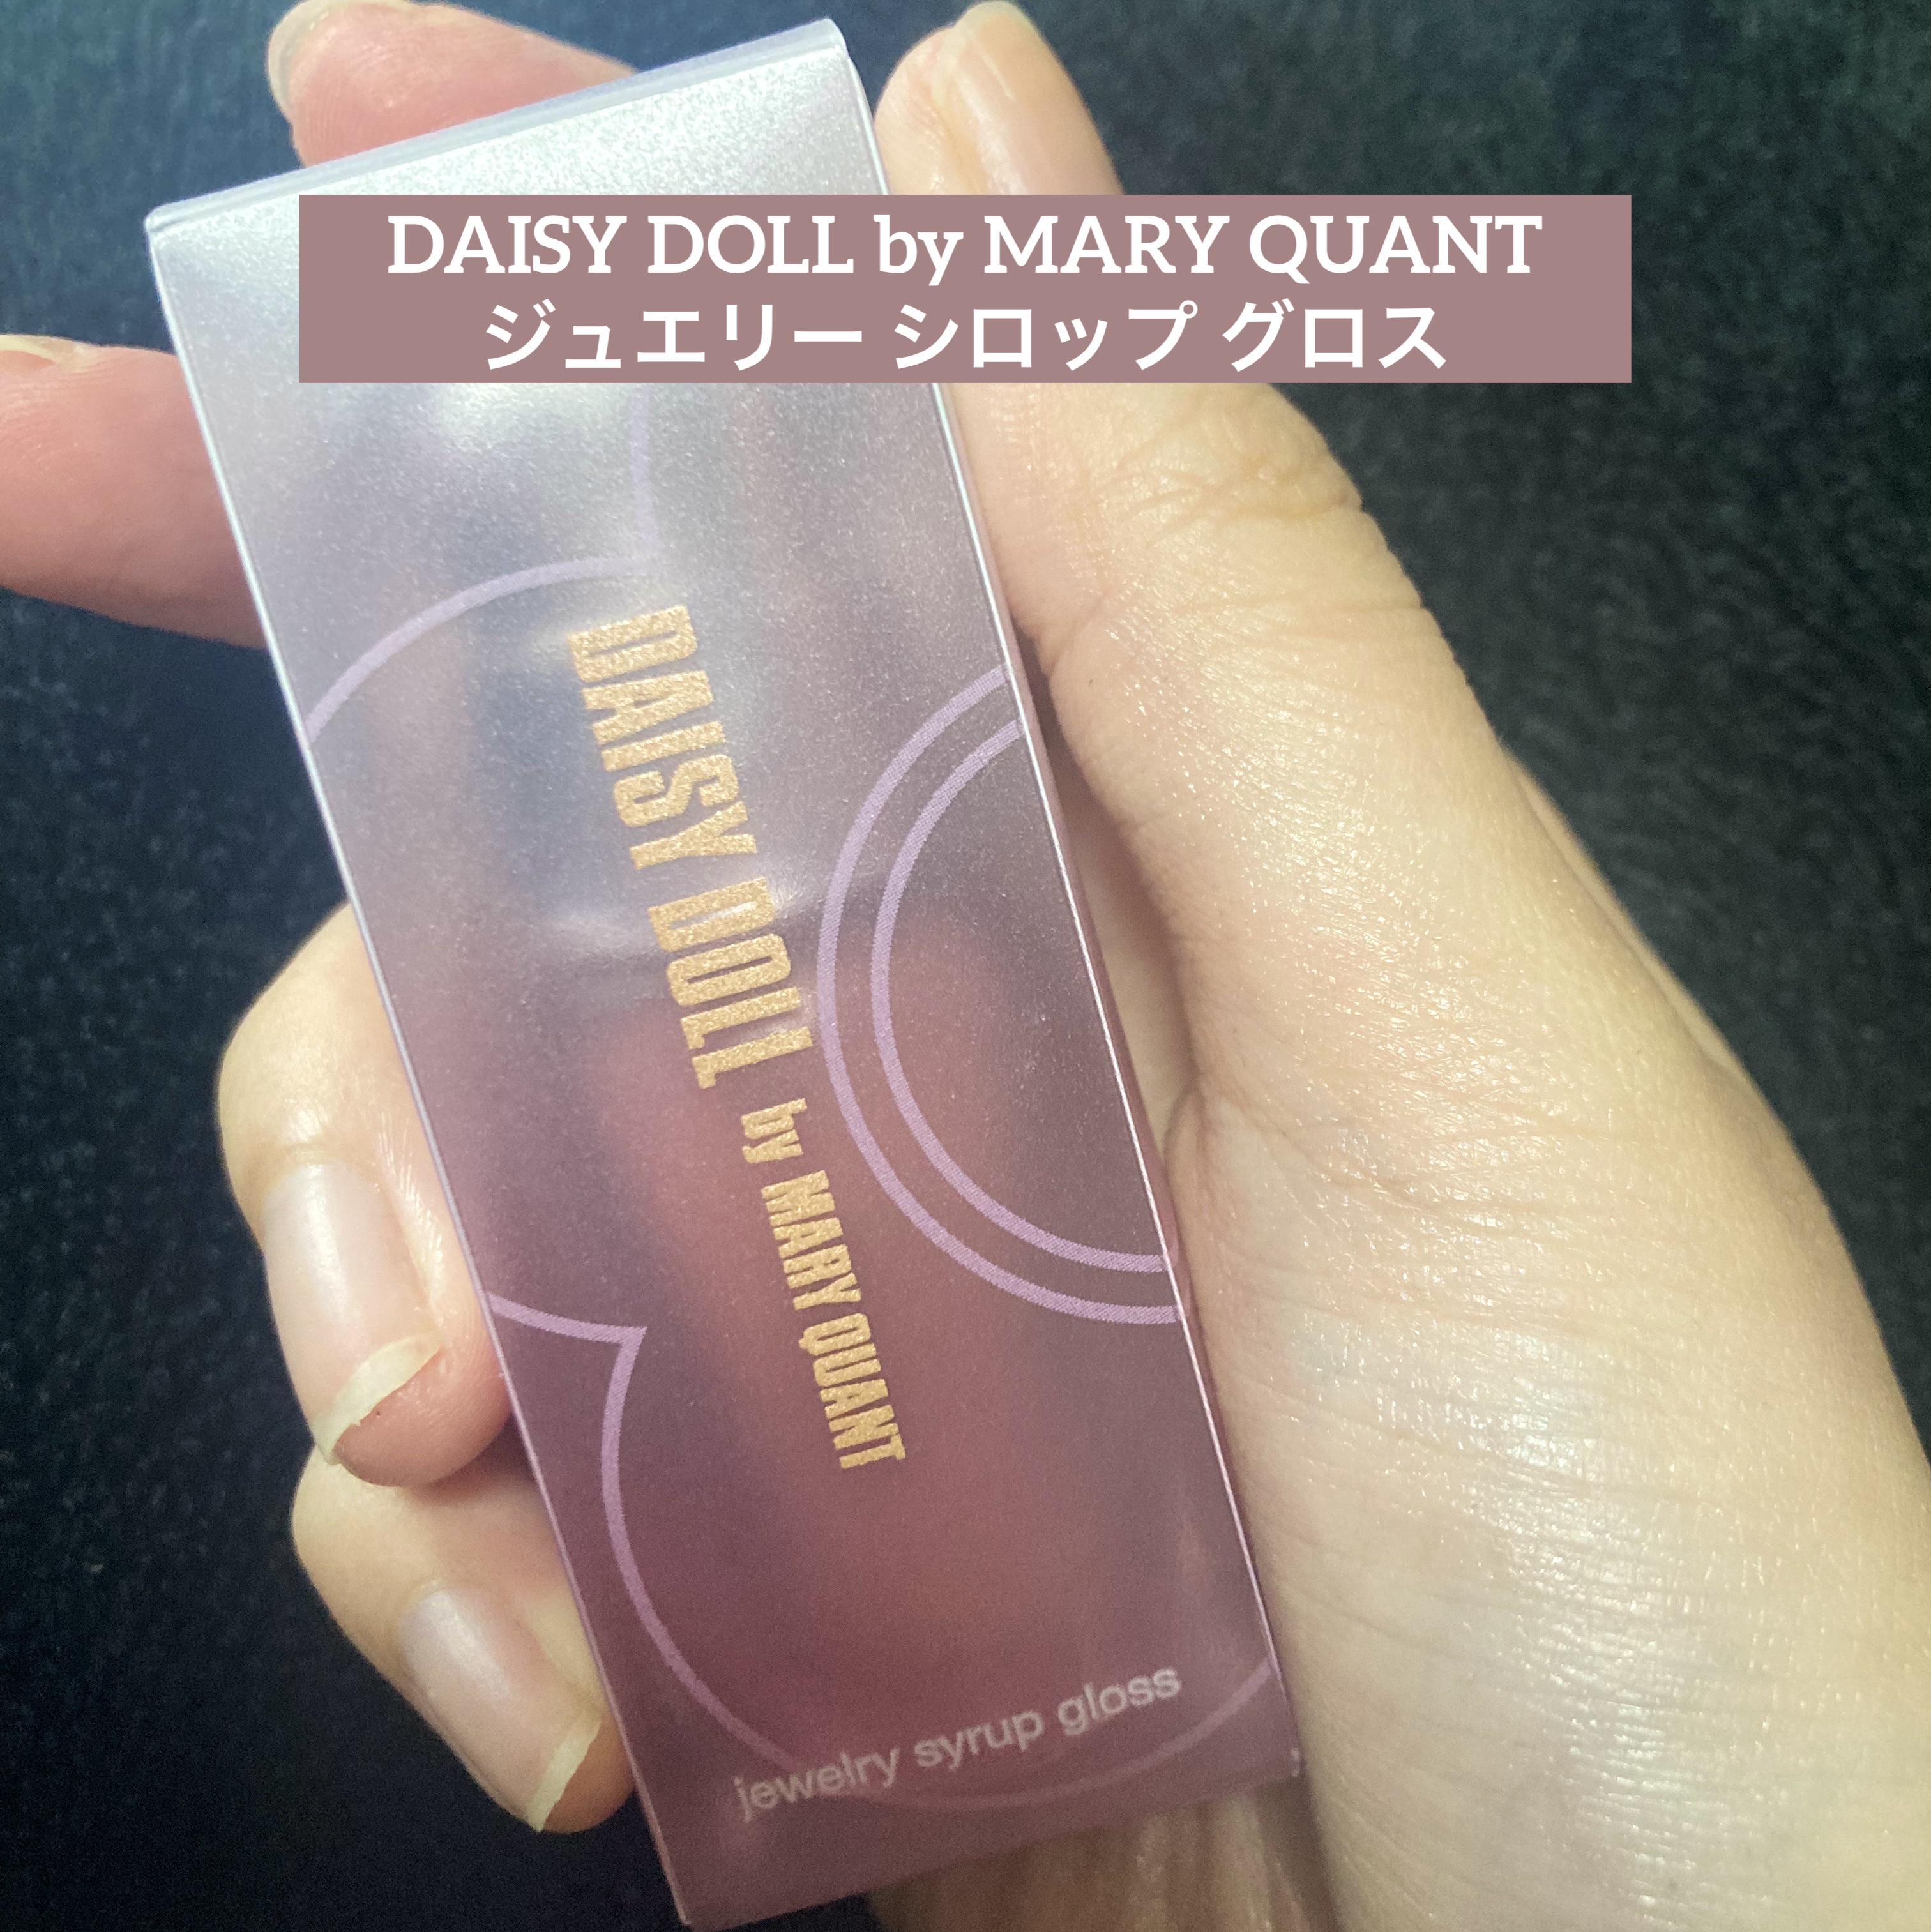 DAISY DOLL by MARY QUANT
ジュエリー シロップ グロス
DAISY DOLL by MARY QUANT
jewelry syrup gloss